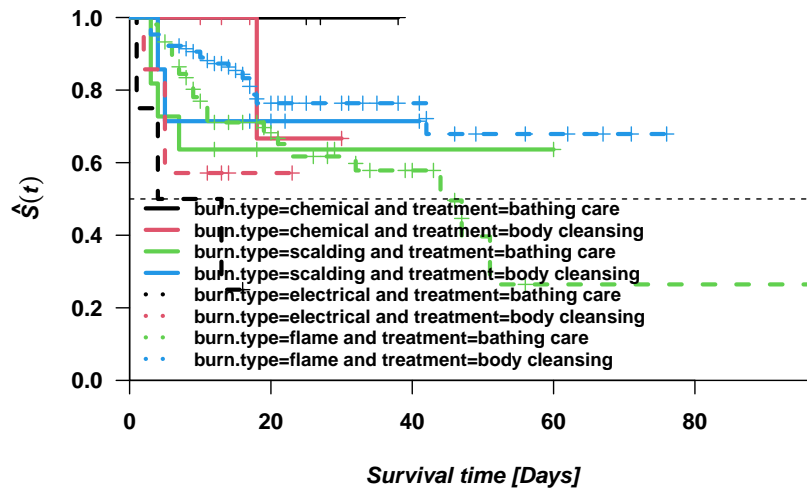 1.0
0.8
0.6
0.4
0.2
0.0
Ŝ(t)
burn.type=chemical and treatment=bathing care
burn.type=chemical and treatment=body cleansing
burn.type=scalding and treatment=bathing care
burn.type=scalding and treatment=body cleansing
burn.type=electrical and treatment=bathing care
burn.type=electrical and treatment=body cleansing
burn.type=flame and treatment=bathing care
burn.type=flame and treatment=body cleansing
0 20 40 60 80
Survival time [Days]